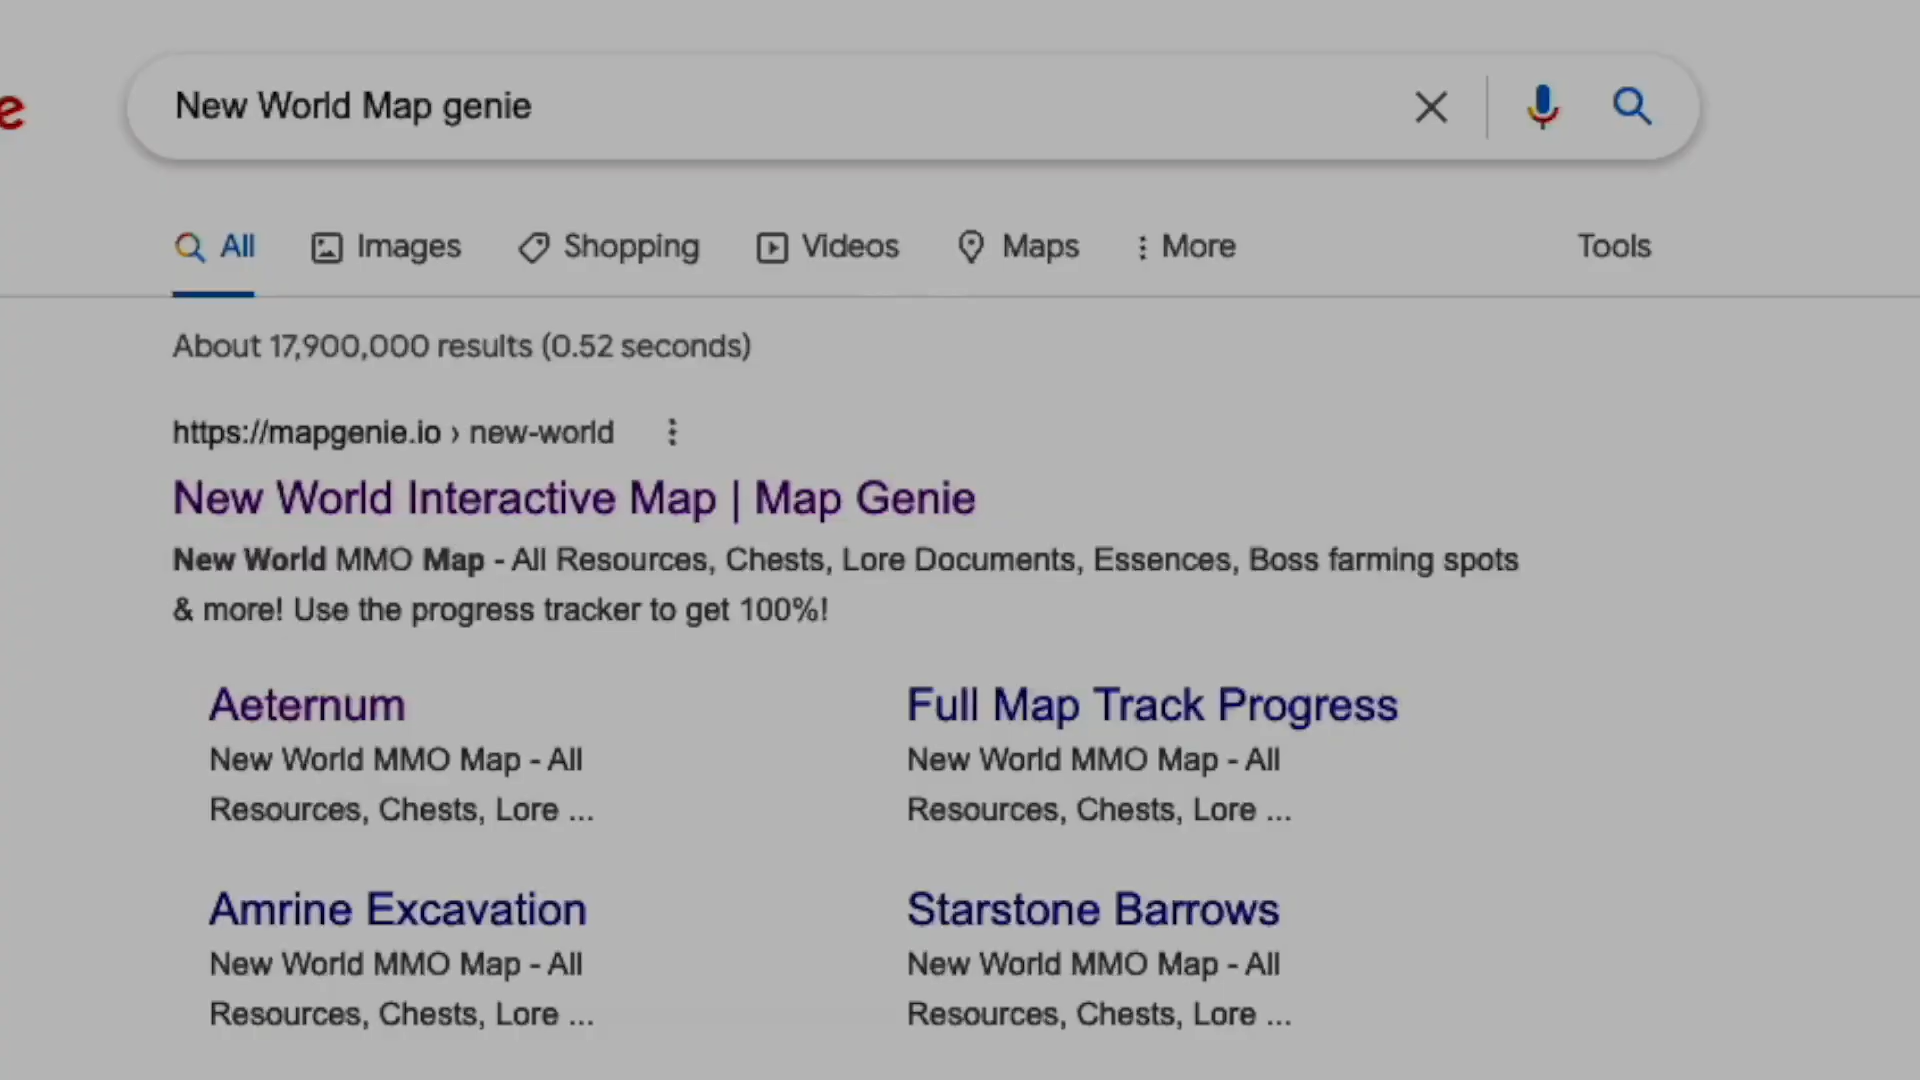 e
New World Map genie
All Images Shopping Videos Maps More Tools
About 17,900,000 results (0.52 seconds)
https://mapgenie.io › new-world
New World Interactive Map | Map Genie
New World MMO Map - All Resources, Chests, Lore Documents, Essences, Boss farming spots
& more! Use the progress tracker to get 100%!
Aeternum
New World MMO Map - All
Resources, Chests, Lore ...
Full Map Track Progress
New World MMO Map - All
Resources, Chests, Lore ...
Amrine Excavation
New World MMO Map - All
Resources, Chests, Lore ...
Starstone Barrows
New World MMO Map - All
Resources, Chests, Lore ...